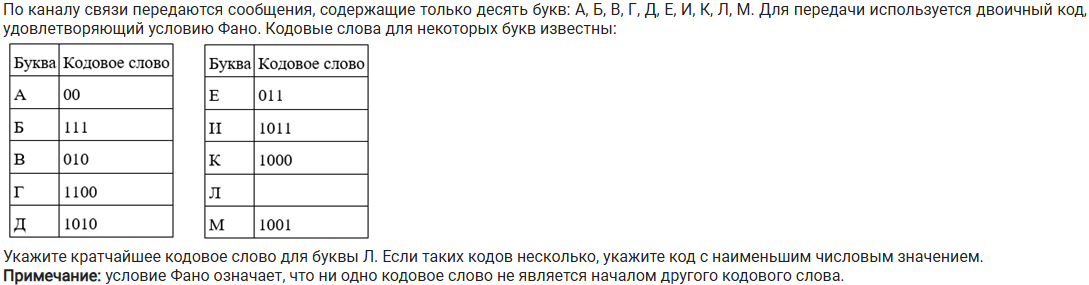 По каналу связи передаются сообщения, содержащие только десять букв: А, Б, В, Г, Д, Е, И, К, Л, М. Для передачи используется двоичный код,
удовлетворяющий условию Фано. Кодовые слова для некоторых букв известны:
Буква Кодовое слово
А 00
Б 111
В 010
Г 1100
Д 1010
Буква Кодовое слово
Е 011
И 1011
К 1000
Л
М 1001
Укажите кратчайшее кодовое слово для буквы Л. Если таких кодов несколько, укажите код с наименьшим числовым значением.
Примечание: условие Фано означает, что ни одно кодовое слово не является началом другого кодового слова.